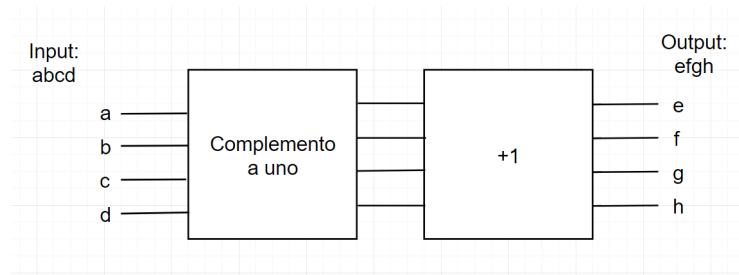 Input:
abcd
Output:
efgh
a
b
c
d
Complemento
a uno
+1
e
f
g
h